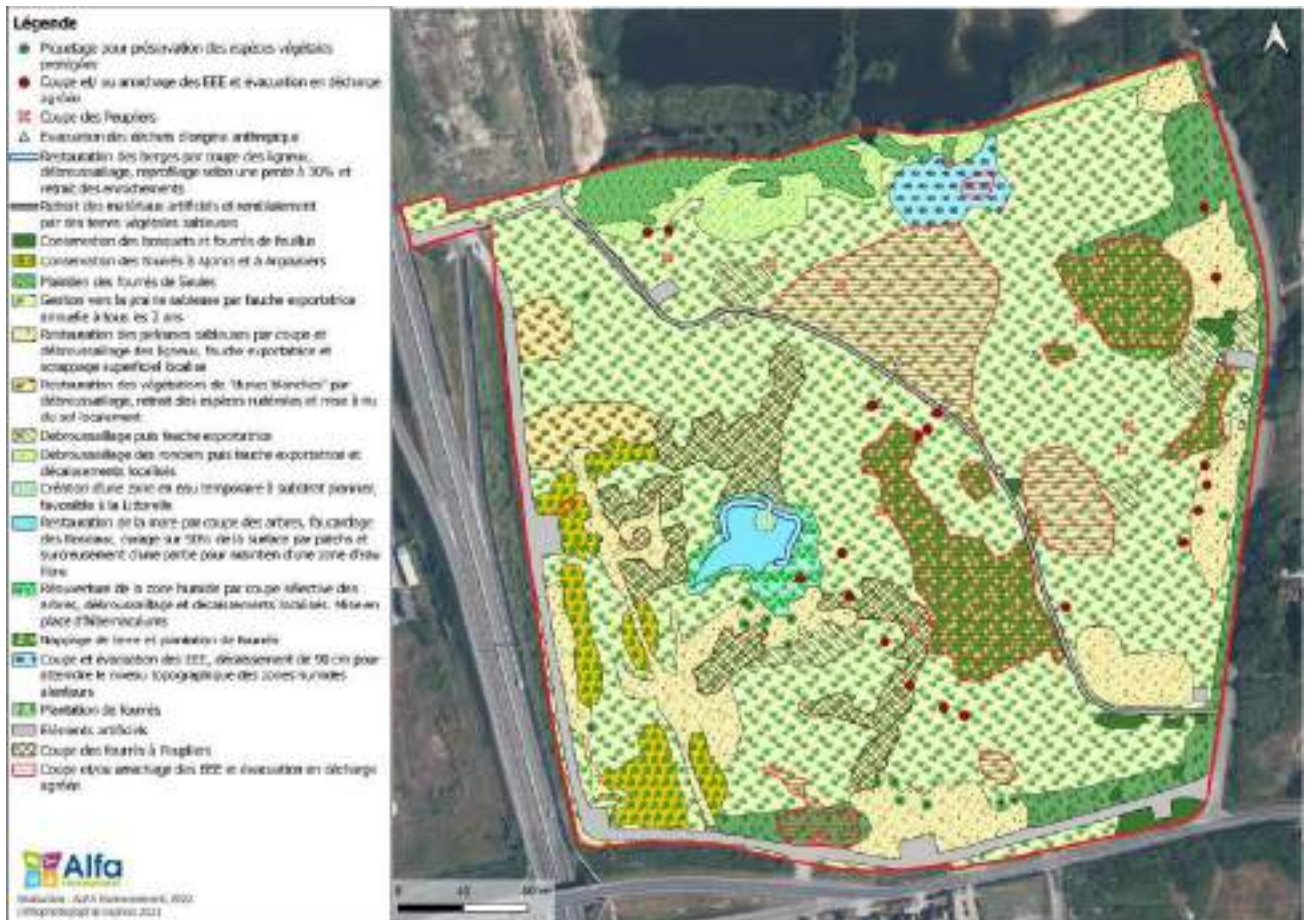 Légende
Piquetage pour préservation des espèces végétales
protégées
Coupe et/ ou arrachage des EEE et évacuation en décharge
agréée
Coupe des Peupliers
Evacuation des déchets d'origine anthropique
Restauration des berges par coupe des ligneux,
débroussaillage, reprofilage selon une pente à 30% et
retrait des enrochements
Retrait des matériaux artificiels et remblaiement
par des terres végétales sableuses
Conservation des bosquets et fourrés de feuillus
Conservation des fourrés à Ajoncs et à Argousiers
Maintien des fourrés de Saules
Gestion vers la prairie sableuse par fauche exportatrice
annuelle à tous les 2 ans
Restauration des pelouses sableuses par coupe et
débroussaillage des ligneux, fauche exportatrice et
scrappage superficiel localisé
Restauration des végétations de "dunes blanches" par
débroussaillage, retrait des espèces rudérales et mise à nu
du sol localement
Débroussaillage puis fauche exportatrice
Débroussaillage des ronciers puis fauche exportatrice et
décaissements localisés
Création d'une zone en eau temporaire à substrat pionnier,
favorable à la Littorelle
Restauration de la mare par coupe des arbres, faucardage
des Roseaux, curage sur 50% de la surface par patchs et
surcreusement d'une partie pour maintien d'une zone d'eau
libre
Réouverture de la zone humide par coupe sélective des
arbres, débroussaillage et décaissements localisés. Mise en
place d'hibernaculums
Nappage de terre et plantation de fourrés
Coupe et évacuation des EEE, décaissement de 90 cm pour
atteindre le niveau topographique des zones humides
alentours
Plantation de fourrés
Eléments artificiels
Coupe des fourrés à Peupliers
Coupe et/ou arrachage des EEE et évacuation en décharge
agréée
Alfa